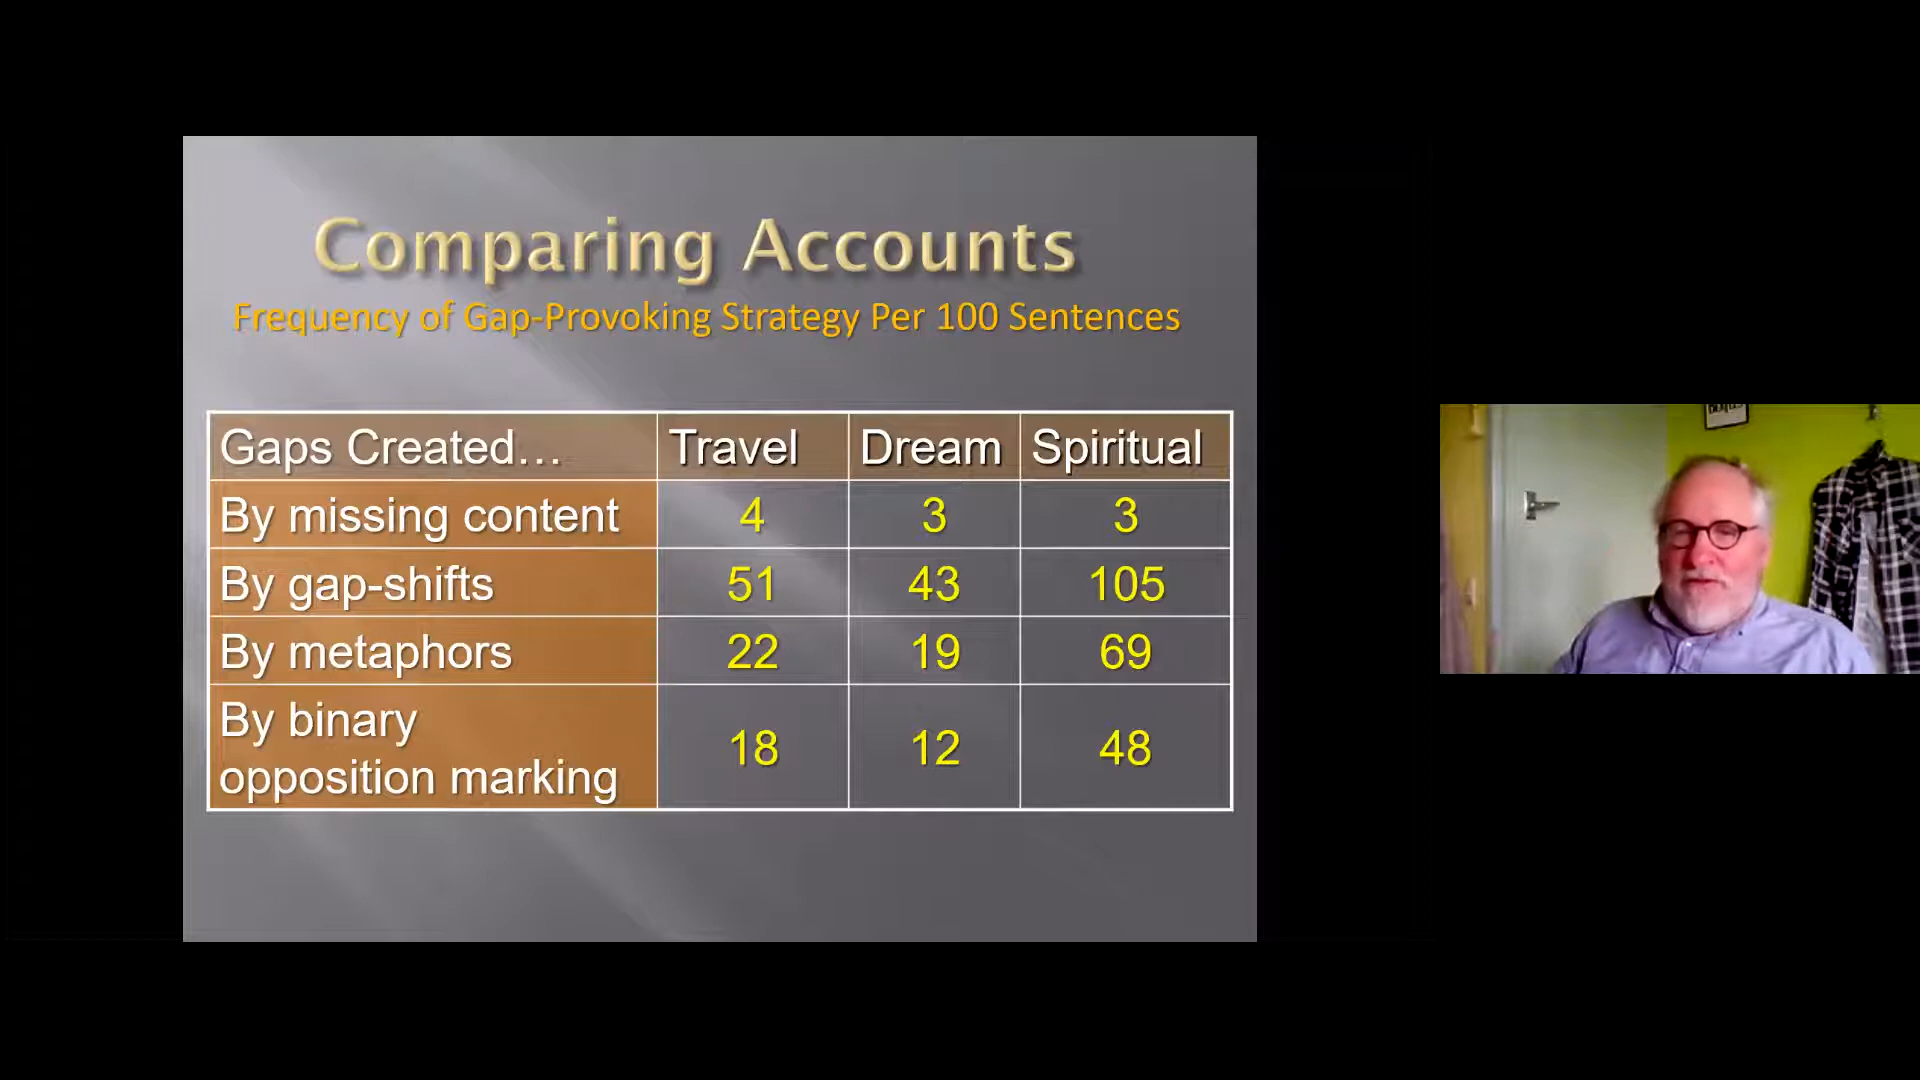 Comparing Accounts
Frequency of Gap-Provoking Strategy Per 100 Sentences
Gaps Created… Travel Dream Spiritual
By missing content 4 3 3
By gap-shifts 51 43 105
By metaphors 22 19 69
By binary
opposition marking 18 12 48